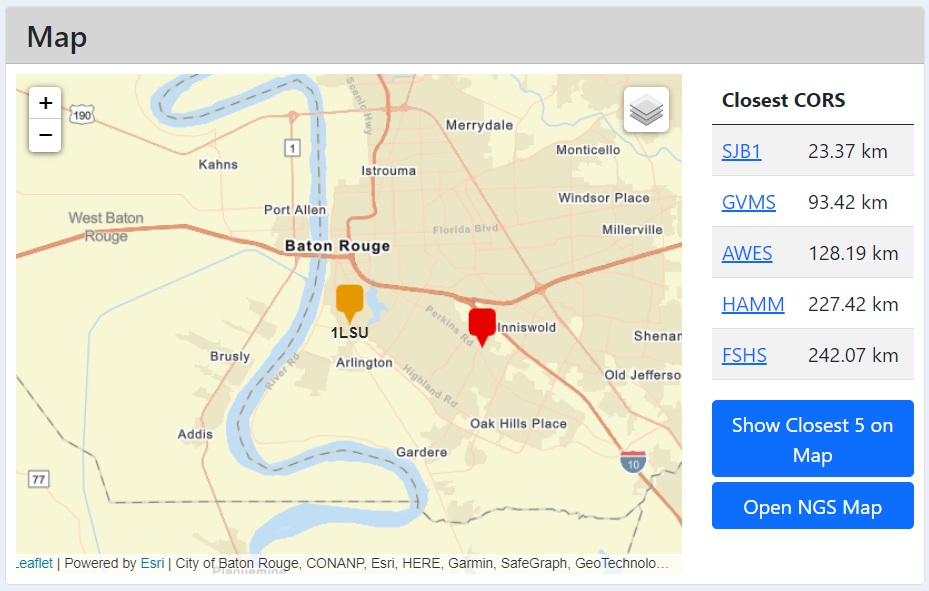 Map
+
−
190
Merrydale
Scenic Hwy
1
Monticello
Kahns
Istrouma
Windsor Place
Port Allen
West Baton
Rouge
Florida Blvd
Millerville
Baton Rouge
Perkins Rd
Inniswold
1LSU
Shenan
Brusly
River Rd
Arlington
Highland Rd
Old Jefferso
Addis
Oak Hills Place
Gardere
10
77
Leaflet | Powered by Esri | City of Baton Rouge, CONANP, Esri, HERE, Garmin, SafeGraph, GeoTechnolo...
Plaquemine
Closest CORS
SJB1 23.37 km
GVMS 93.42 km
AWES 128.19 km
HAMM 227.42 km
FSHS 242.07 km
Show Closest 5 on
Map
Open NGS Map